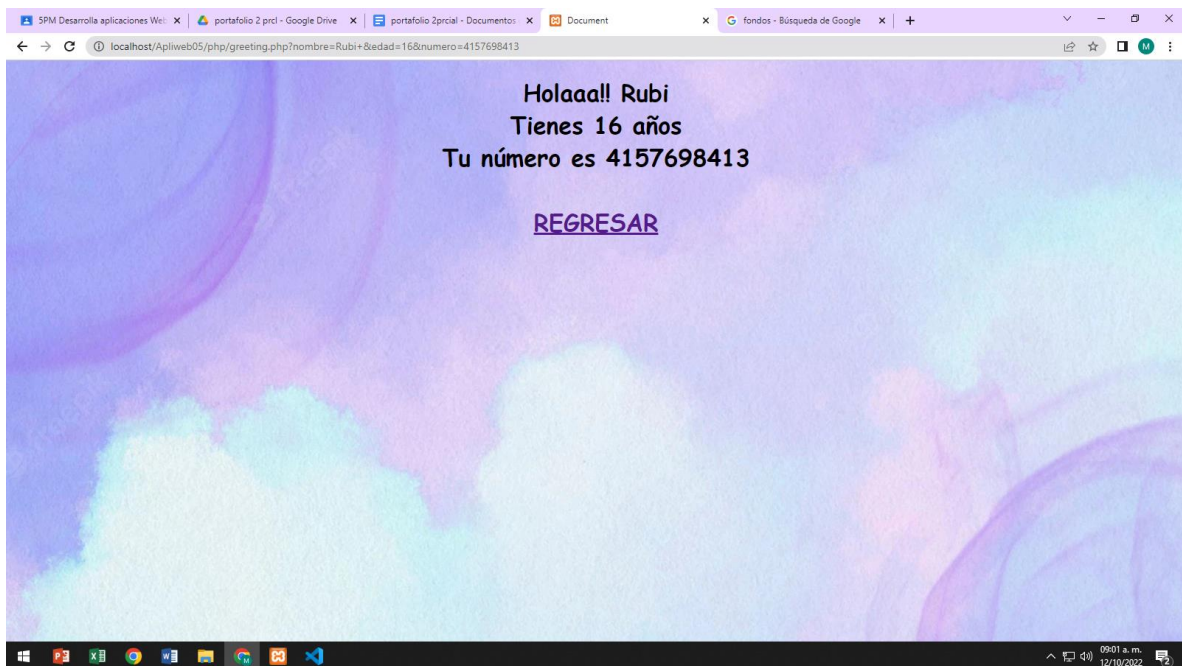 5PM Desarrolla aplicaciones Web
portafolio 2 prcl - Google Drive
portafolio 2prcial - Documentos
Document
fondos - Búsqueda de Google
localhost/Apliweb05/php/greeting.php?nombre=Rubi+&edad=16&numero=4157698413
M
Holaaa!! Rubi
Tienes 16 años
Tu número es 4157698413
REGRESAR
09:01 a. m.
12/10/2022
2